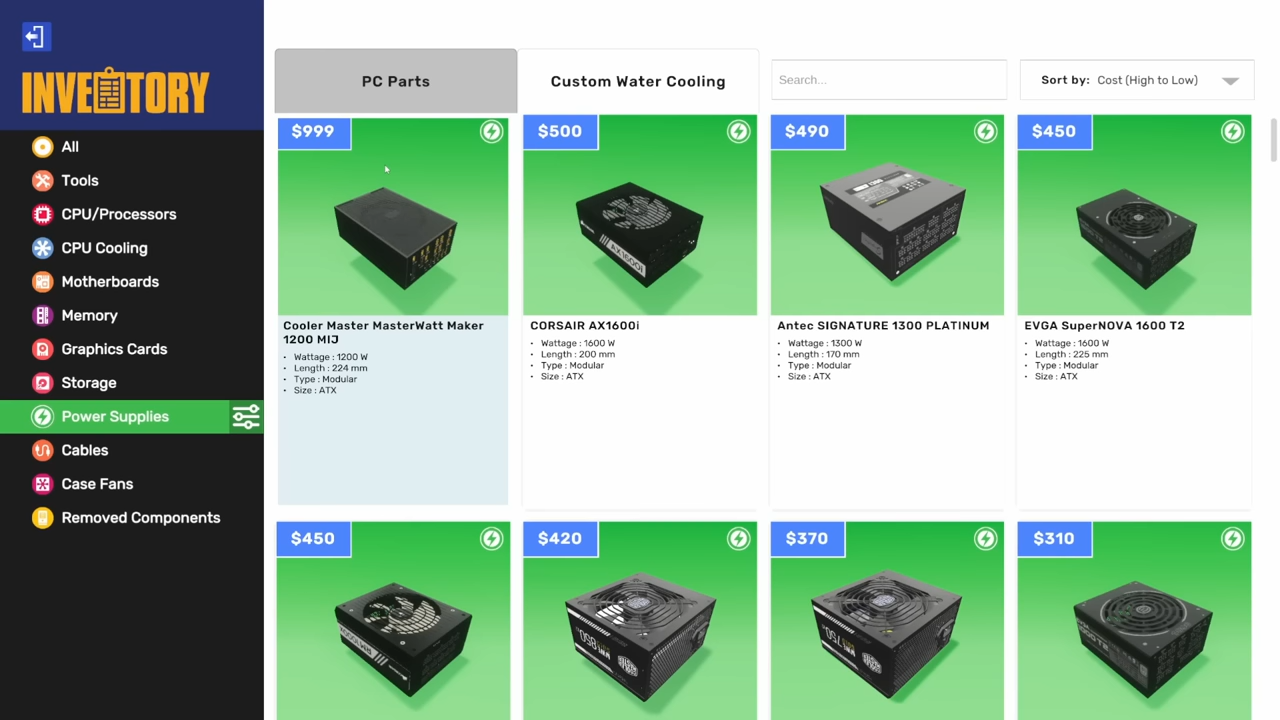 INVENTORY
All
Tools
CPU/Processors
CPU Cooling
Motherboards
Memory
Graphics Cards
Storage
Power Supplies
Cables
Case Fans
Removed Components
PC Parts
Custom Water Cooling
Search...
Sort by: Cost (High to Low)
$999
Cooler Master MasterWatt Maker
1200 MIJ
• Wattage : 1200 W
• Length : 224 mm
• Type : Modular
• Size : ATX
$500
AX1600i
CORSAIR AX1600i
• Wattage : 1600 W
• Length : 200 mm
• Type : Modular
• Size : ATX
$490
Antec SIGNATURE 1300 PLATINUM
• Wattage : 1300 W
• Length : 170 mm
• Type : Modular
• Size : ATX
$450
EVGA SuperNOVA 1600 T2
• Wattage : 1600 W
• Length : 225 mm
• Type : Modular
• Size : ATX
$450
$420
$370
$310